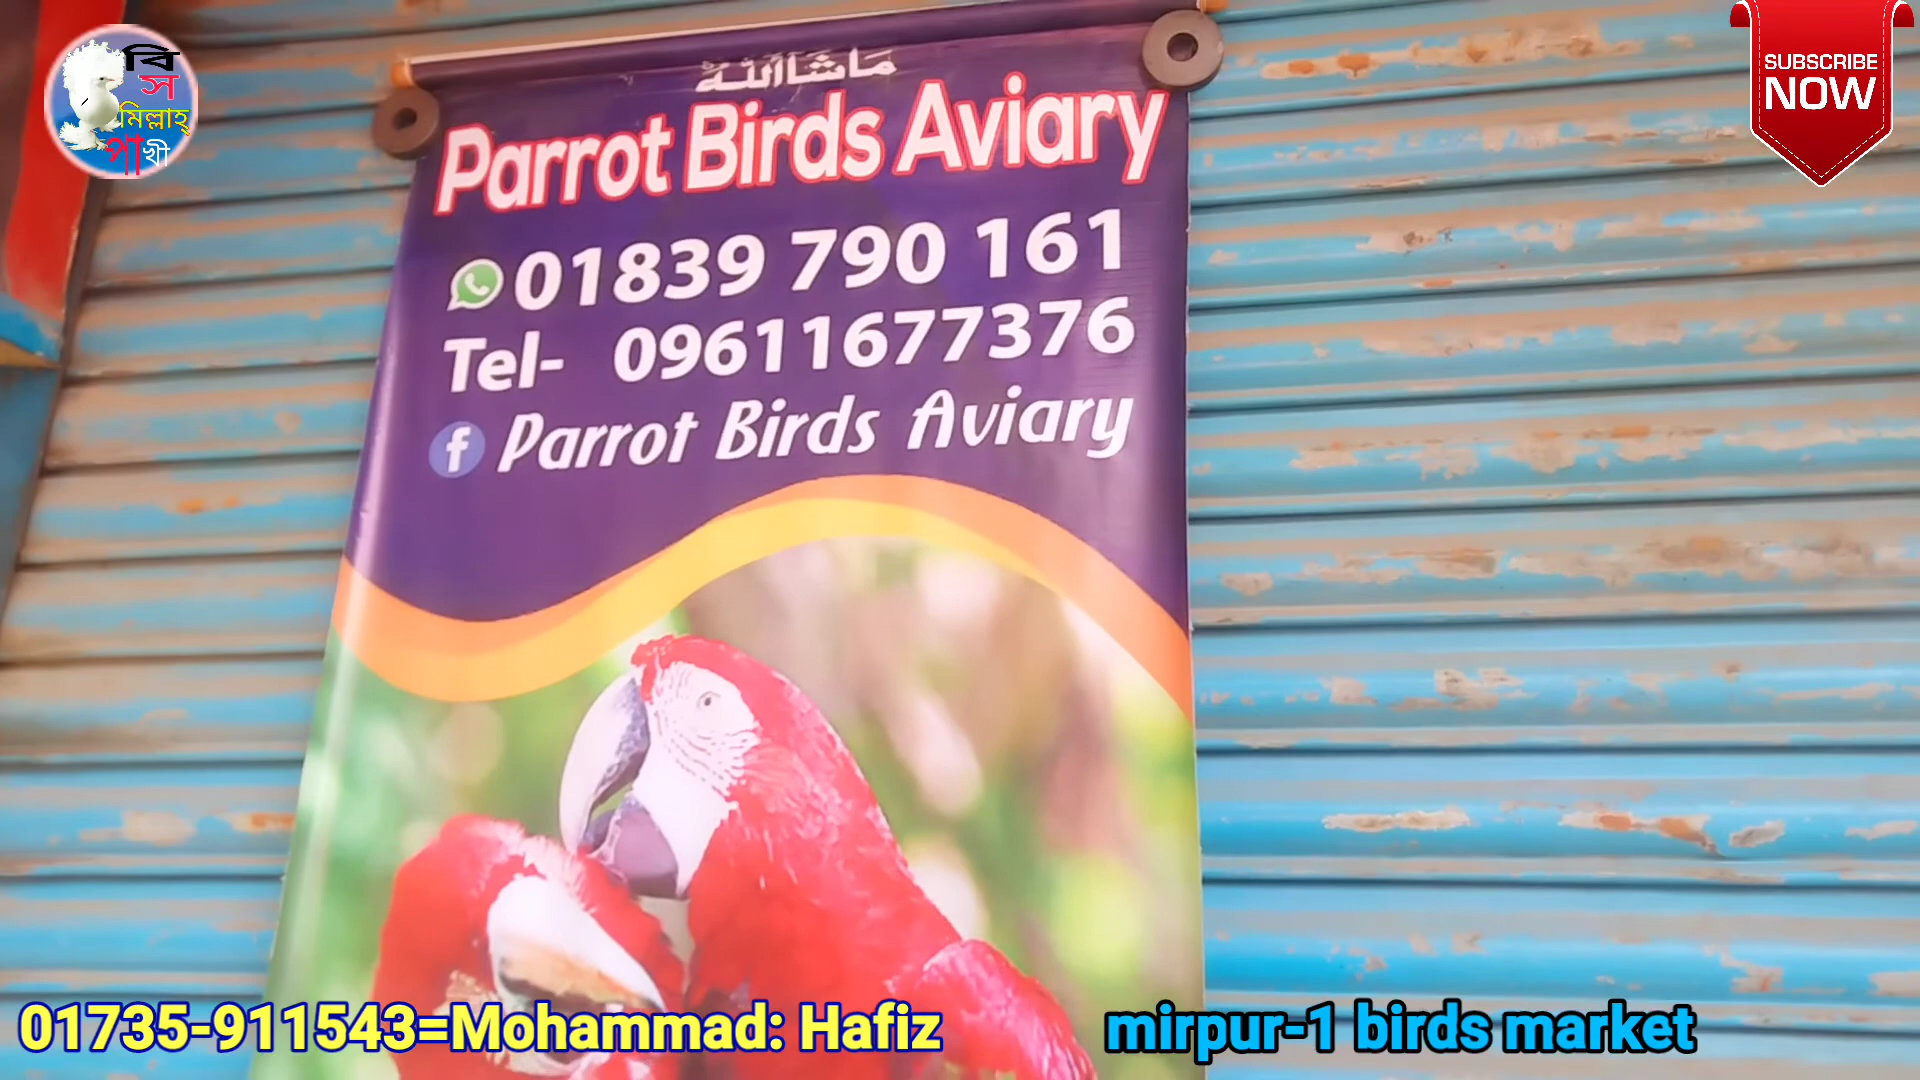 বি
স
মিল্লাহ্
পাখী
SUBSCRIBE
NOW
ماشاالله
Parrot Birds Aviary
01839 790 161
Tel- 09611677376
f Parrot Birds Aviary
01735-911543=Mohammad: Hafiz
mirpur-1 birds market